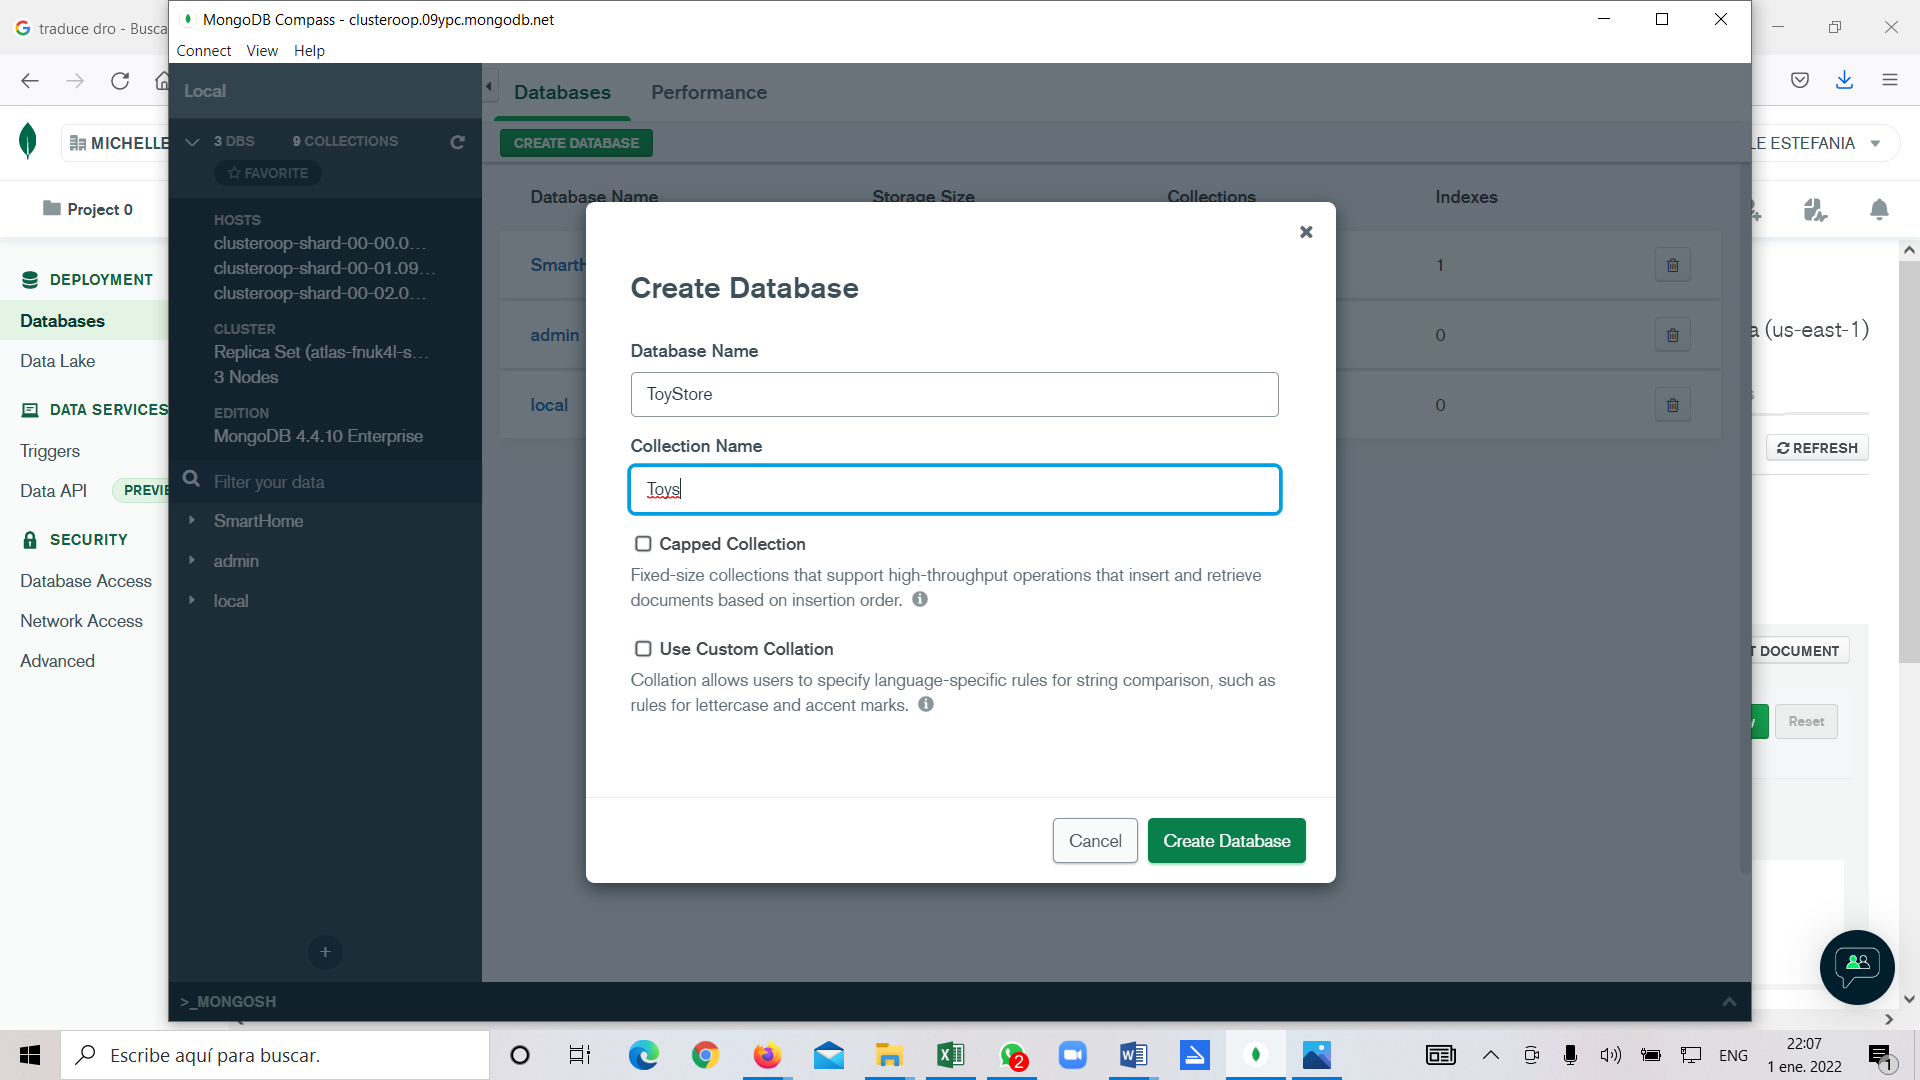 traduce dro - Busca
MongoDB Compass - clusteroop.09ypc.mongodb.net
Connect View Help
MICHELLE
LE ESTEFANIA
Project 0
DEPLOYMENT
Databases
Data Lake
DATA SERVICES
Triggers
Data API
PREVIE
SECURITY
Database Access
Network Access
Advanced
Local
3 DBS 9 COLLECTIONS
FAVORITE
HOSTS
clusteroop-shard-00-00.0...
clusteroop-shard-00-01.09...
clusteroop-shard-00-02.0...
CLUSTER
Replica Set (atlas-fnuk4l-s...
3 Nodes
EDITION
MongoDB 4.4.10 Enterprise
Filter your data
SmartHome
admin
local
>_MONGOSH
Databases Performance
CREATE DATABASE
Database Name Storage Size Collections Indexes
SmartH 1
admin 0
local 0
Create Database
Database Name
ToyStore
Collection Name
Toys
Capped Collection
Fixed-size collections that support high-throughput operations that insert and retrieve
documents based on insertion order.
Use Custom Collation
Collation allows users to specify language-specific rules for string comparison, such as
rules for lettercase and accent marks.
Cancel Create Database
a (us-east-1)
REFRESH
T DOCUMENT
Reset
Escribe aquí para buscar.
2
ENG
22:07
1 ene. 2022
1